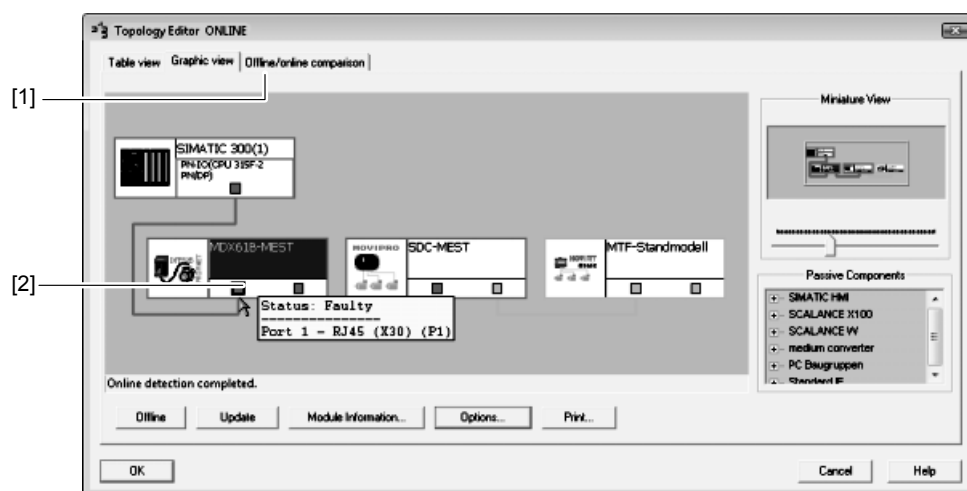 Topology Editor ONLINE
Table view Graphic view Offline/online comparison
[1]
Miniature View
SIMATIC 300(1)
PN-IO(CPU 315F-2
PN/DP)
MDX61B-MEST
MOVIPRO
SDC-MEST
MTF-Standmodell
[2]
Status: Faulty
Port 1 - RJ45 (X30) (P1)
Passive Components
SIMATIC HMI
SCALANCE X100
SCALANCE W
medium converter
PC Baugruppen
Standard IE
Online detection completed.
Offline Update Module Information... Options... Print...
OK Cancel Help